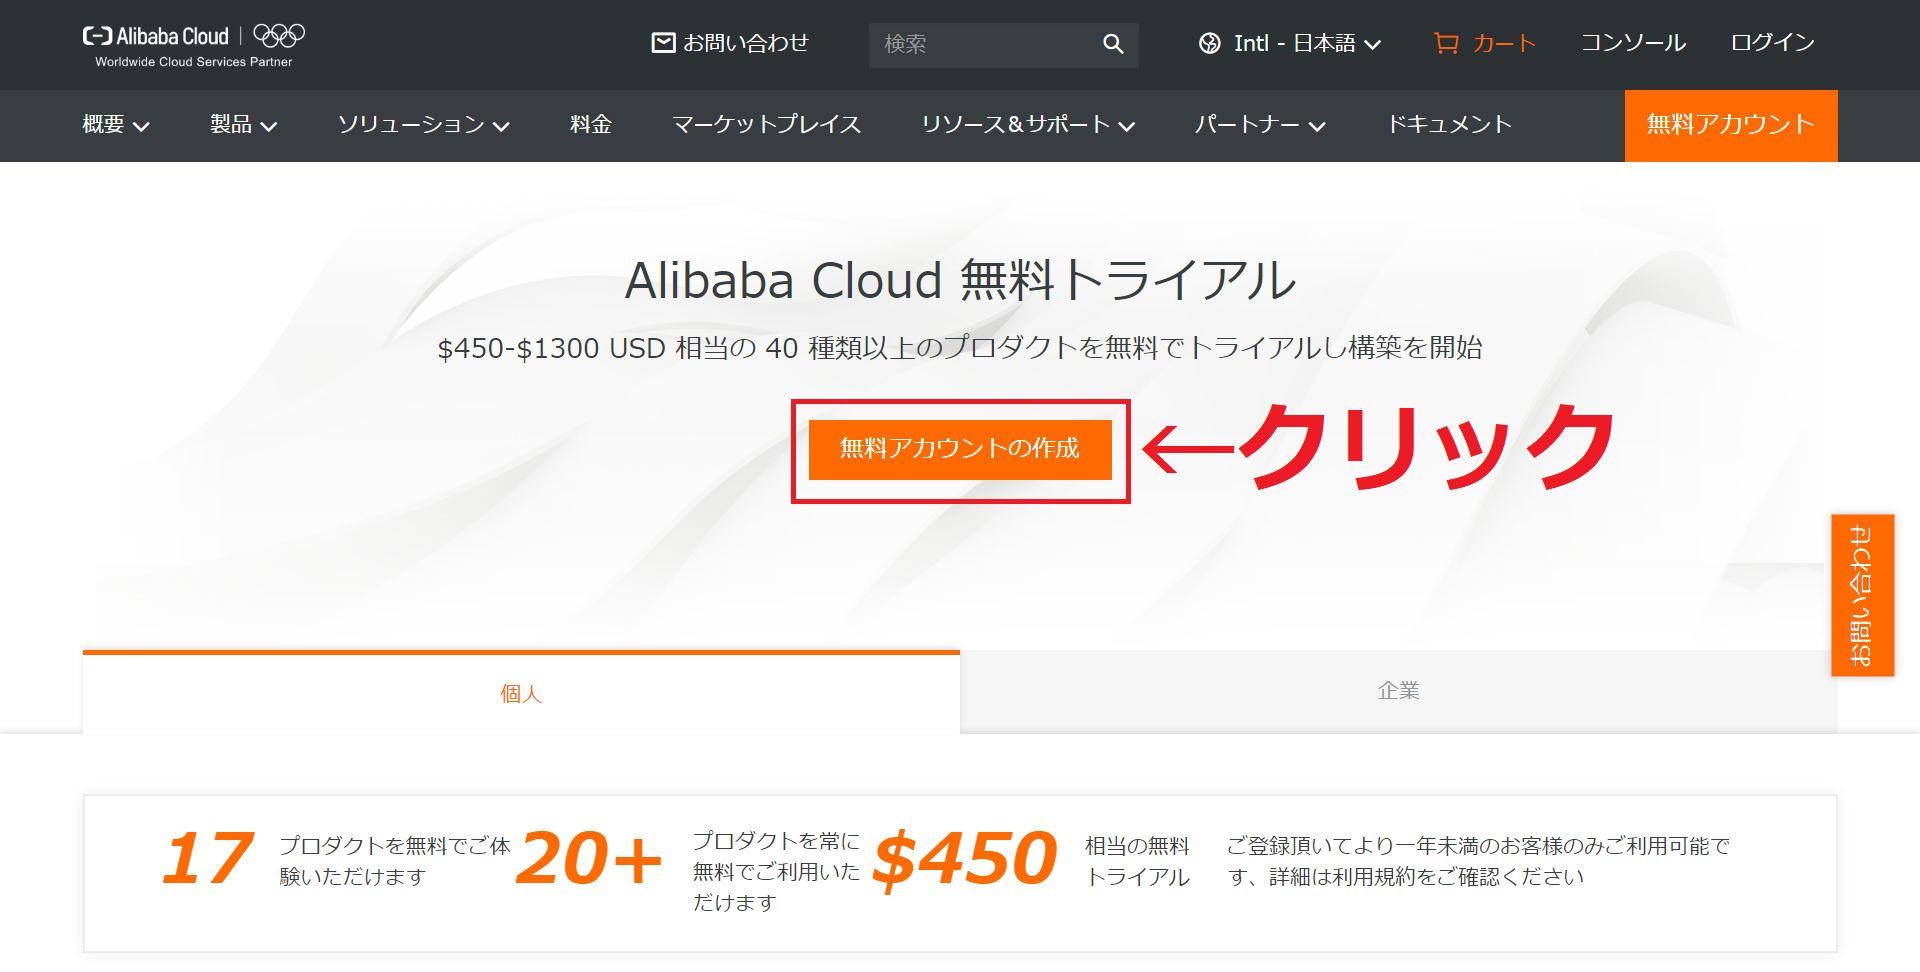 Alibaba Cloud
Worldwide Cloud Services Partner
お問い合わせ
検索
Intl - 日本語
カート
コンソール
ログイン
概要
製品
ソリューション
料金
マーケットプレイス
リソース＆サポート
パートナー
ドキュメント
無料アカウント
Alibaba Cloud 無料トライアル
$450-$1300 USD 相当の 40 種類以上のプロダクトを無料でトライアルし構築を開始
無料アカウントの作成
←クリック
お問い合わせ
個人
企業
17
プロダクトを無料でご体
験いただけます
20+
プロダクトを常に
無料でご利用いた
だけます
$450
相当の無料
トライアル
ご登録頂いてより一年未満のお客様のみご利用可能で
す、詳細は利用規約をご確認ください